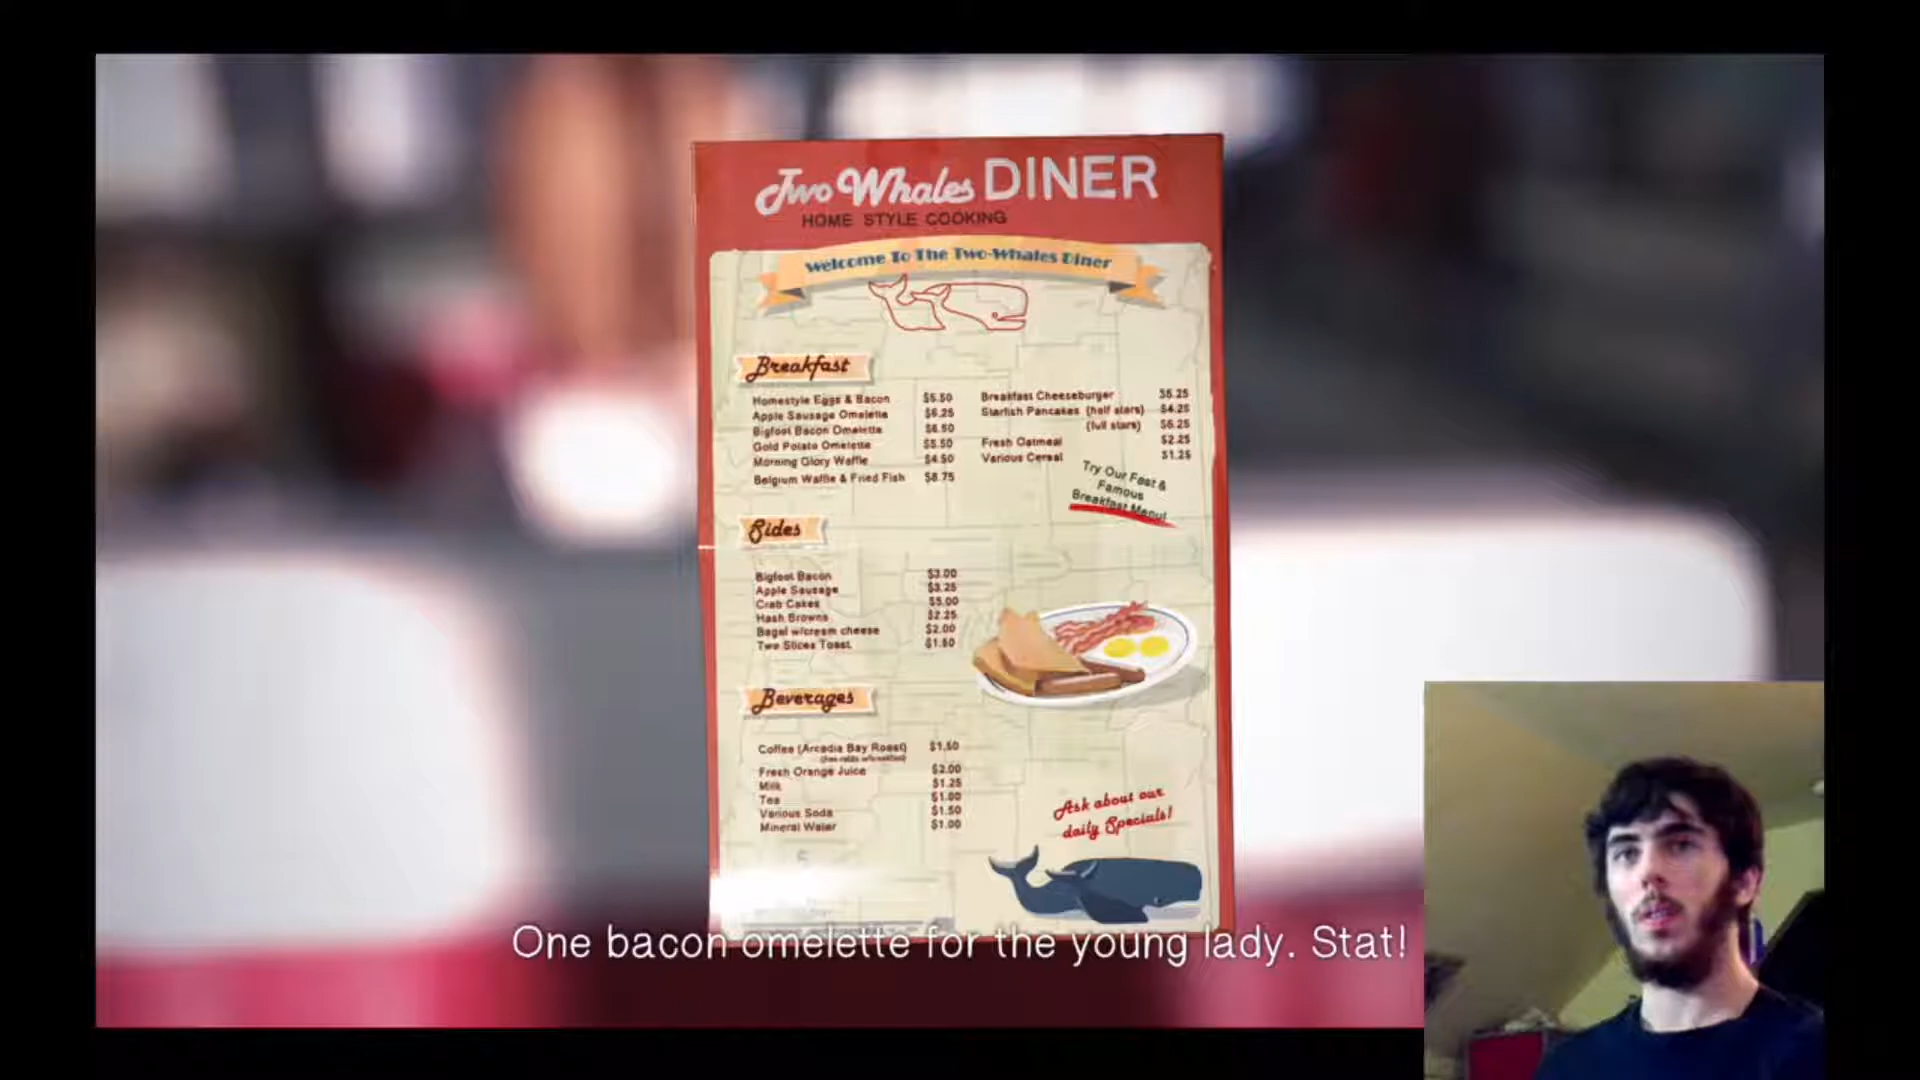 Two Whales DINER
HOME STYLE COOKING
Welcome To The Two-Whales Diner
Breakfast
Homestyle Eggs & Bacon $5.50
Apple Sausage Omelette $6.25
Bigfoot Bacon Omelette $6.50
Gold Potato Omelette $5.50
Morning Glory Waffle $4.50
Belgium Waffle & Fried Fish $8.75
Breakfast Cheeseburger
Starfish Pancakes (half stars) $4.25
(full stars)
Fresh Oatmeal $2.25
Various Cereal $1.25
Try Our Fast &
Famous
Breakfast Menu!
Sides
Bigfoot Bacon $3.00
Apple Sausage $3.25
Crab Cakes $5.00
Hash Browns $2.25
Bagel w/cream cheese $2.00
Two Slices Toast $1.50
Beverages
Coffee (Arcadia Bay Roast) $1.50
Fresh Orange Juice $2.00
Milk $1.25
Tea $1.00
Various Soda $1.50
Mineral Water $1.00
Ask about our
daily Specials!
One bacon omelette for the young lady. Stat!